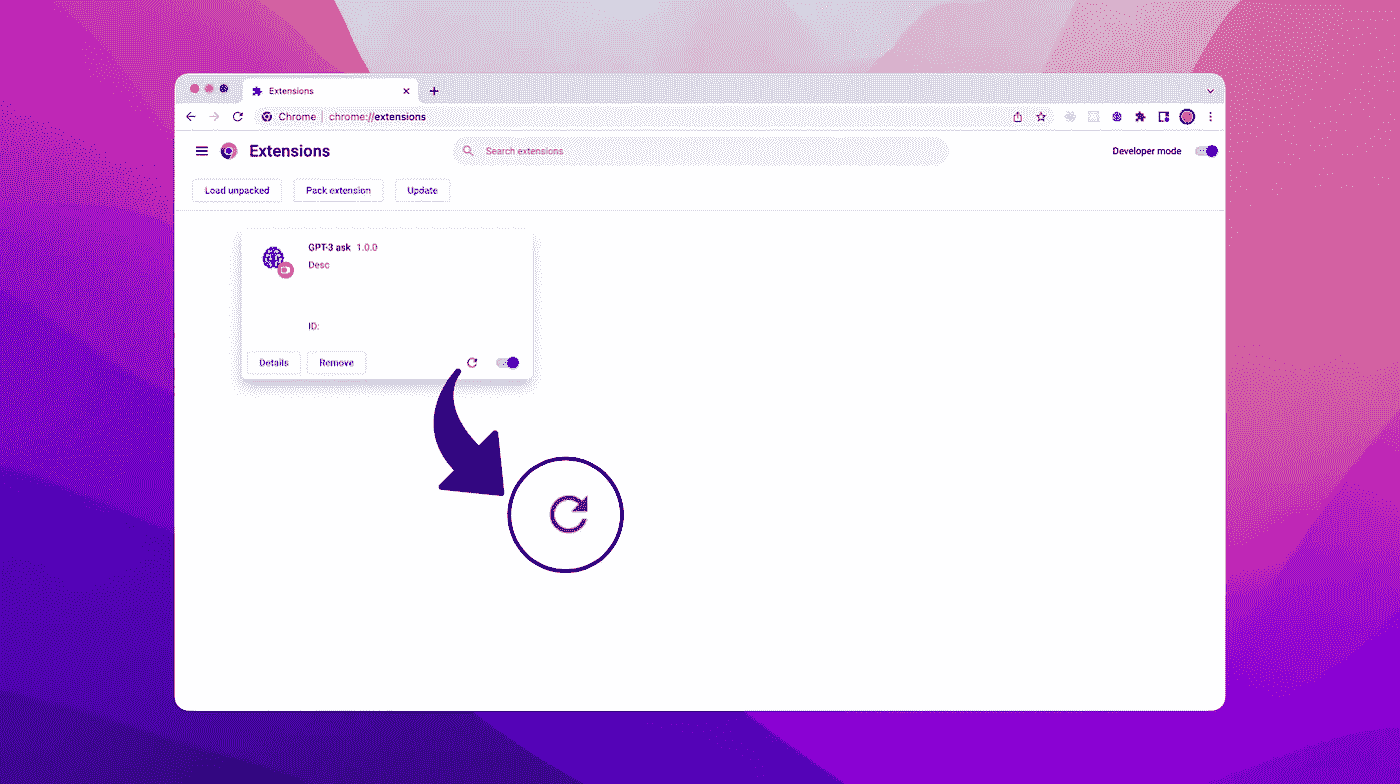 Extensions
Chrome | chrome://extensions
Extensions
Search extensions
Developer mode
Load unpacked
Pack extension
Update
GPT-3 ask 1.0.0
Desc
ID:
Details
Remove